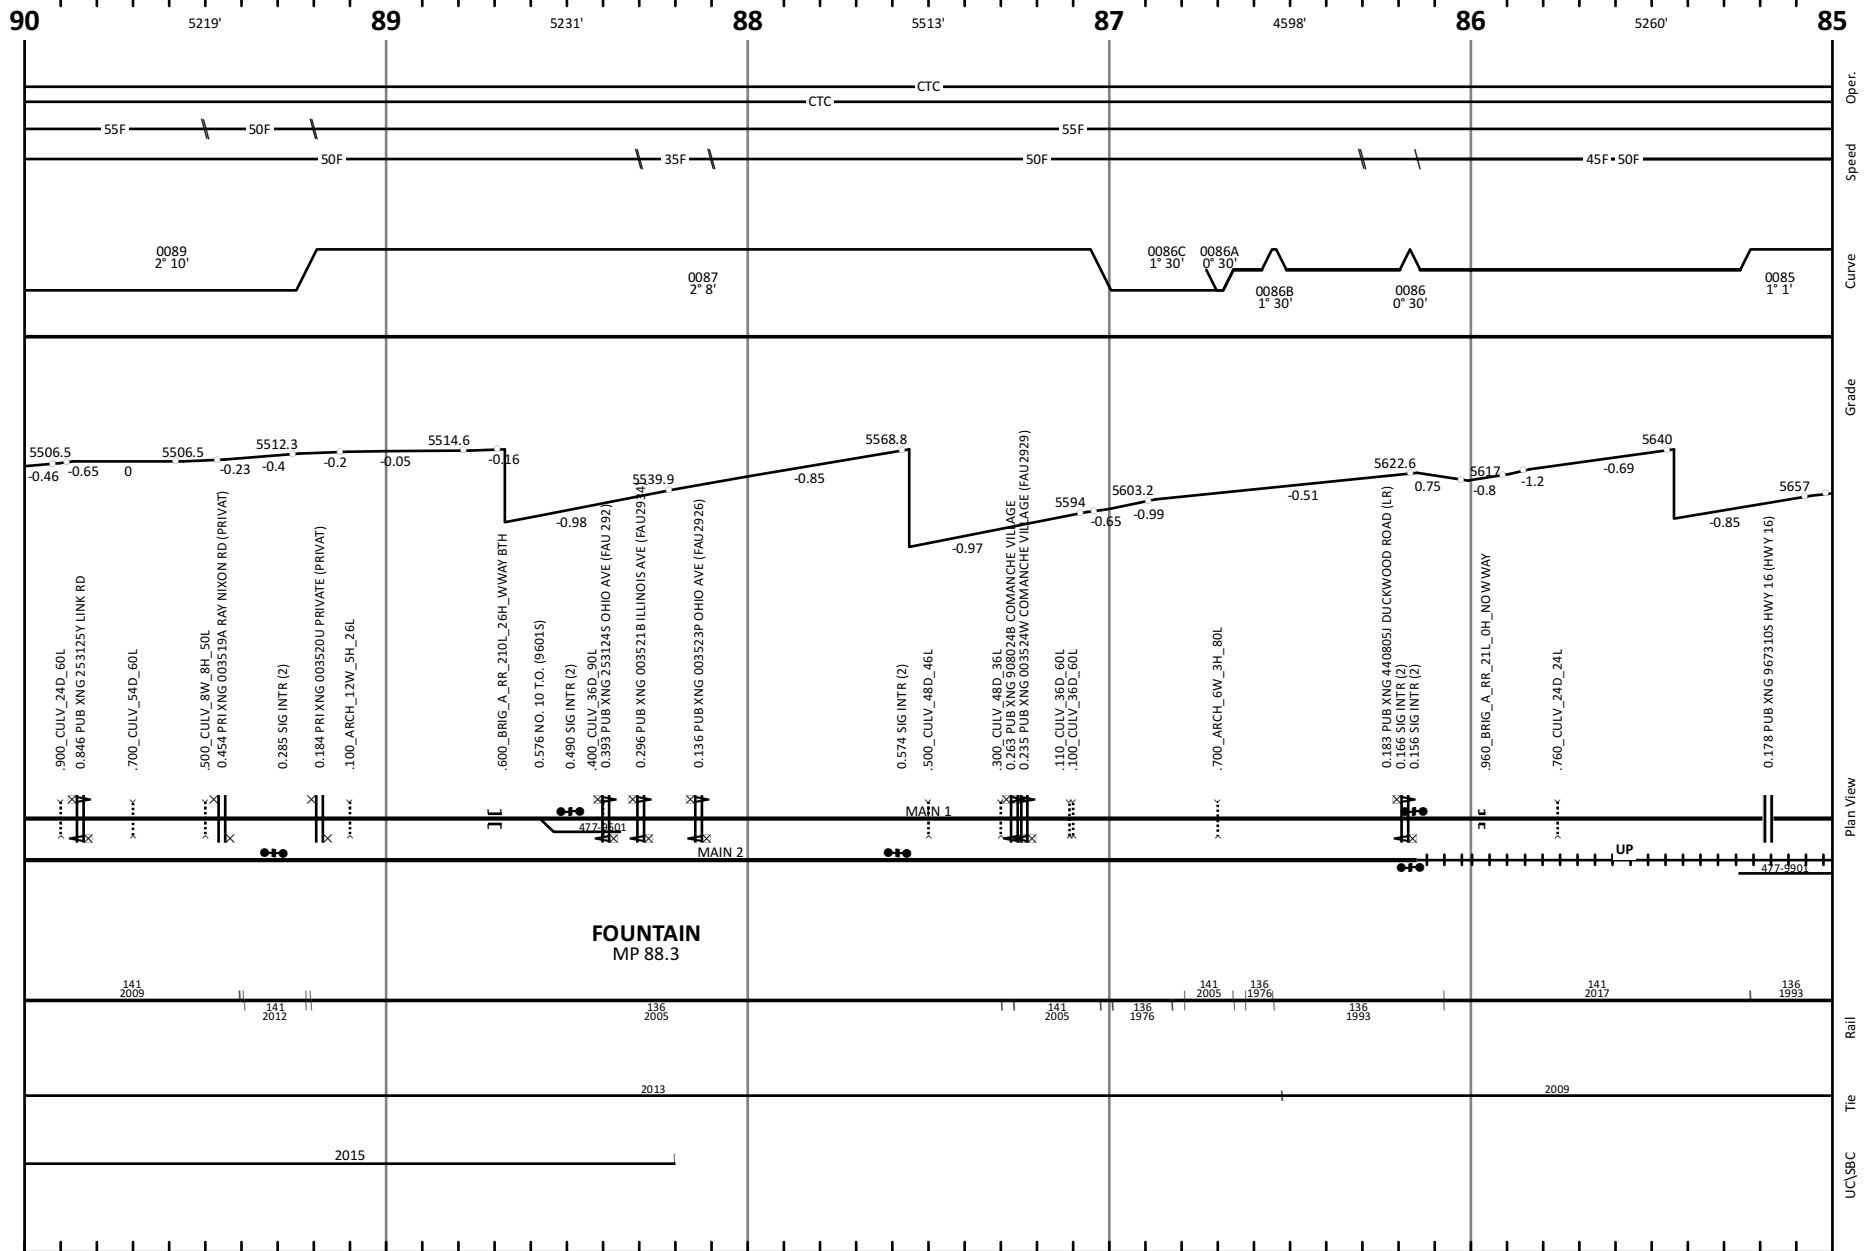 90 5219' 89 5231' 88 5513' 87 4598' 86 5260' 85
Oper.
CTC
CTC
Speed
55F 50F 55F
50F 35F 50F 45F 50F
Curve
0089
2° 10'
0087
2° 8'
0086C
1° 30'
0086A
0° 30'
0086B
1° 30'
0086
0° 30'
0085
1° 1'
Grade
5506.5 5506.5 5512.3 5514.6 5539.9 5568.8 5594 5603.2 5622.6 5617 5640 5657
-0.46 -0.65 0 -0.23 -0.4 -0.2 -0.05 -0.16 -0.98 -0.85 -0.97 -0.65 -0.99 -0.51 0.75 -0.8 -1.2 -0.69 -0.85
.900_CULV_24D_60L
0.846 PUB XNG 253125Y LINK RD
.700_CULV_54D_60L
.500_CULV_8W_8H_50L
0.454 PRI XNG 003519A RAY NIXON RD (PRIVAT)
0.285 SIG INTR (2)
0.184 PRI XNG 003520U PRIVATE (PRIVAT)
.100_ARCH_12W_5H_26L
.600_BRIG_A_RR_210L_26H_WWAY BTH
0.576 NO. 10 T.O. (9601S)
0.490 SIG INTR (2)
.400_CULV_36D_90L
0.393 PUB XNG 253124S OHIO AVE (FAU 292)
0.296 PUB XNG 003521B ILLINOIS AVE (FAU2934)
0.136 PUB XNG 003523P OHIO AVE (FAU2926)
0.574 SIG INTR (2)
.500_CULV_48D_46L
.300_CULV_48D_36L
0.263 PUB XNG 908024B COMANCHE VILLAGE
0.235 PUB XNG 003524W COMANCHE VILLAGE (FAU2929)
.110_CULV_36D_60L
.100_CULV_36D_60L
.700_ARCH_6W_3H_80L
0.183 PUB XNG 440805J DUCKWOOD ROAD (LR)
0.166 SIG INTR (2)
0.156 SIG INTR (2)
.960_BRIG_A_RR_21L_0H_NOWWAY
.760_CULV_24D_24L
0.178 PUB XNG 967310S HWY 16 (HWY 16)
Plan View
MAIN 1
477-9601
MAIN 2
UP
477-9901
FOUNTAIN
MP 88.3
Rail
141
2009
141
2012
136
2005
141
2005
136
1976
141
2005
136
1976
136
1993
141
2017
136
1993
Tie
2013 2009
UC\SBC
2015